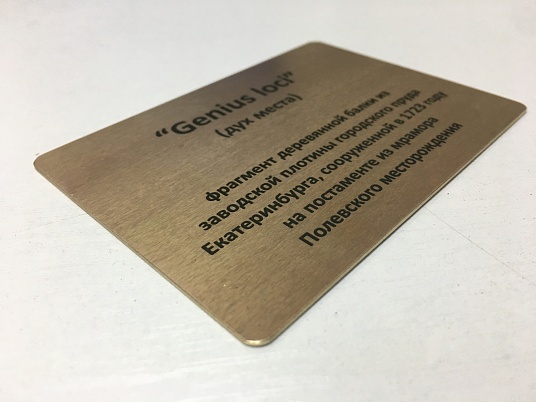 “Genius loci”
(дух места)
фрагмент деревянной балки из
заводской плотины городского пруда
Екатеринбурга, сооруженной в 1723 году
на постаменте из мрамора
Полевского месторождения